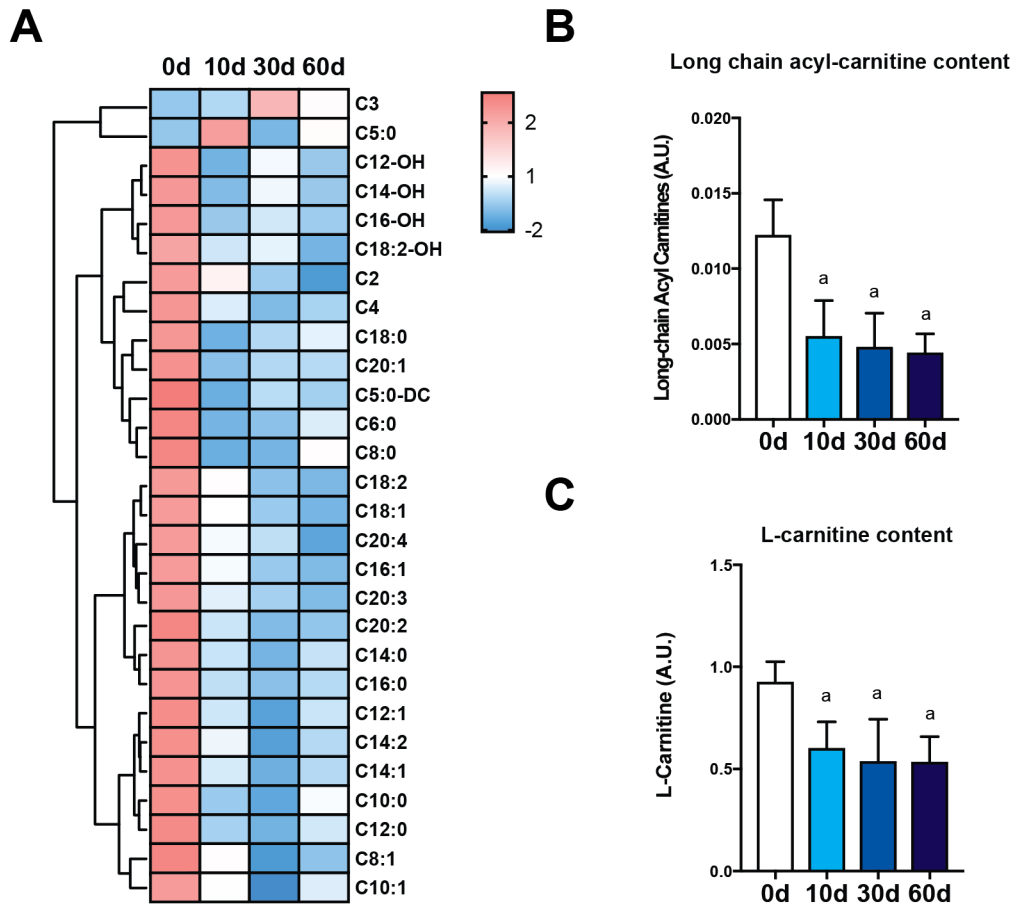 A
0d 10d 30d 60d
C3
C5:0
C12-OH
C14-OH
C16-OH
C18:2-OH
C2
C4
C18:0
C20:1
C5:0-DC
C6:0
C8:0
C18:2
C18:1
C20:4
C16:1
C20:3
C20:2
C14:0
C16:0
C12:1
C14:2
C14:1
C10:0
C12:0
C8:1
C10:1
2
1
-2
B
Long chain acyl-carnitine content
Long-chain Acyl Carnitines (A.U.)
0.020
0.015
0.010
0.005
0.000
a a a
0d 10d 30d 60d
C
L-carnitine content
L-Carnitine (A.U.)
1.5
1.0
0.5
0.0
a a a
0d 10d 30d 60d